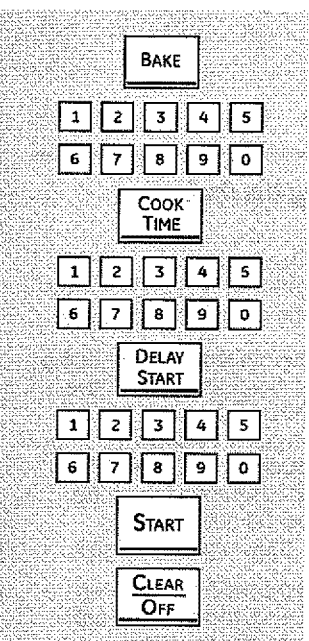 BAKE
1 2 3 4 5
6 7 8 9 0
COOK
TIME
1 2 3 4 5
6 7 8 9 0
DELAY
START
1 2 3 4 5
6 7 8 9 0
START
CLEAR
OFF